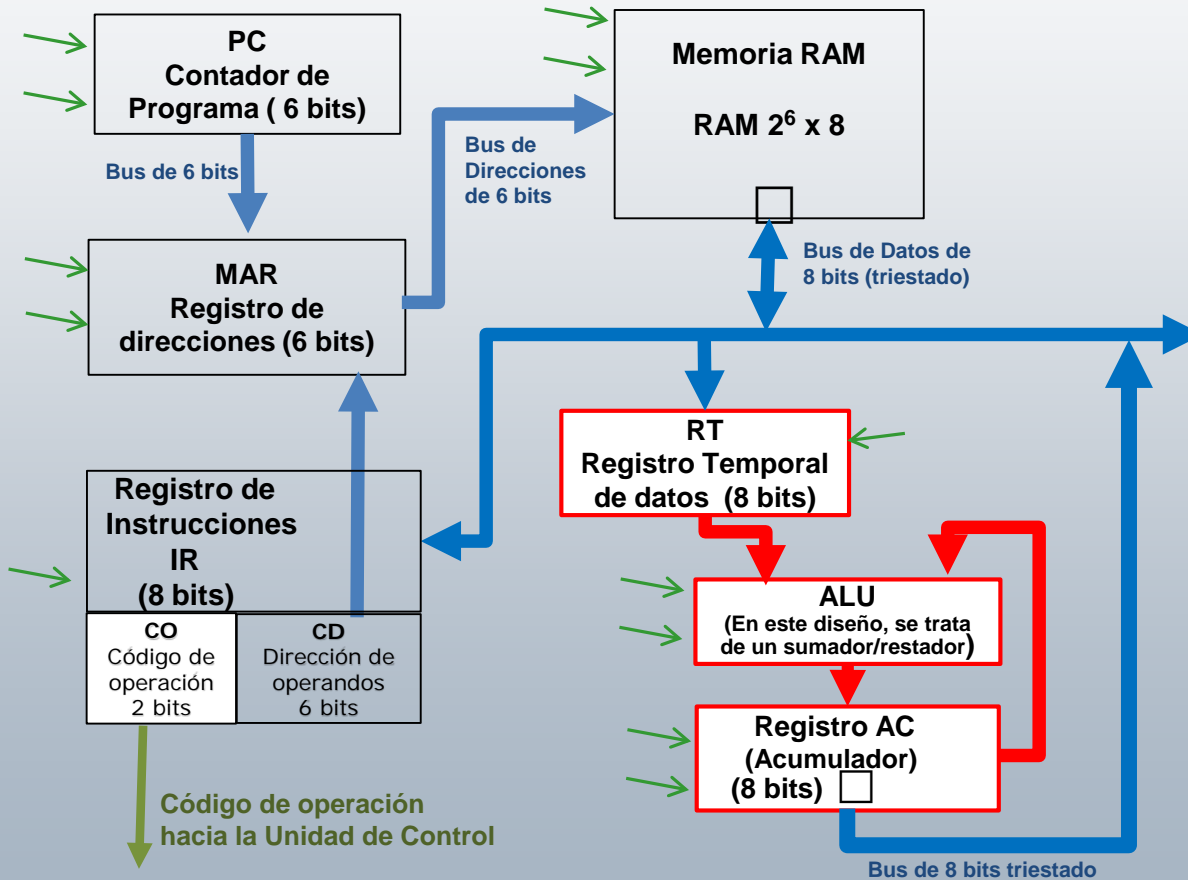 PC
Contador de
Programa ( 6 bits)
Bus de 6 bits
MAR
Registro de
direcciones (6 bits)
Bus de
Direcciones
de 6 bits
Memoria RAM
RAM 2⁶ x 8
Bus de Datos de
8 bits (triestado)
Registro de
Instrucciones
IR
(8 bits)
CO
Código de
operación
2 bits
CD
Dirección de
operandos
6 bits
Código de operación
hacia la Unidad de Control
RT
Registro Temporal
de datos (8 bits)
ALU
(En este diseño, se trata
de un sumador/restador)
Registro AC
(Acumulador)
(8 bits)
Bus de 8 bits triestado